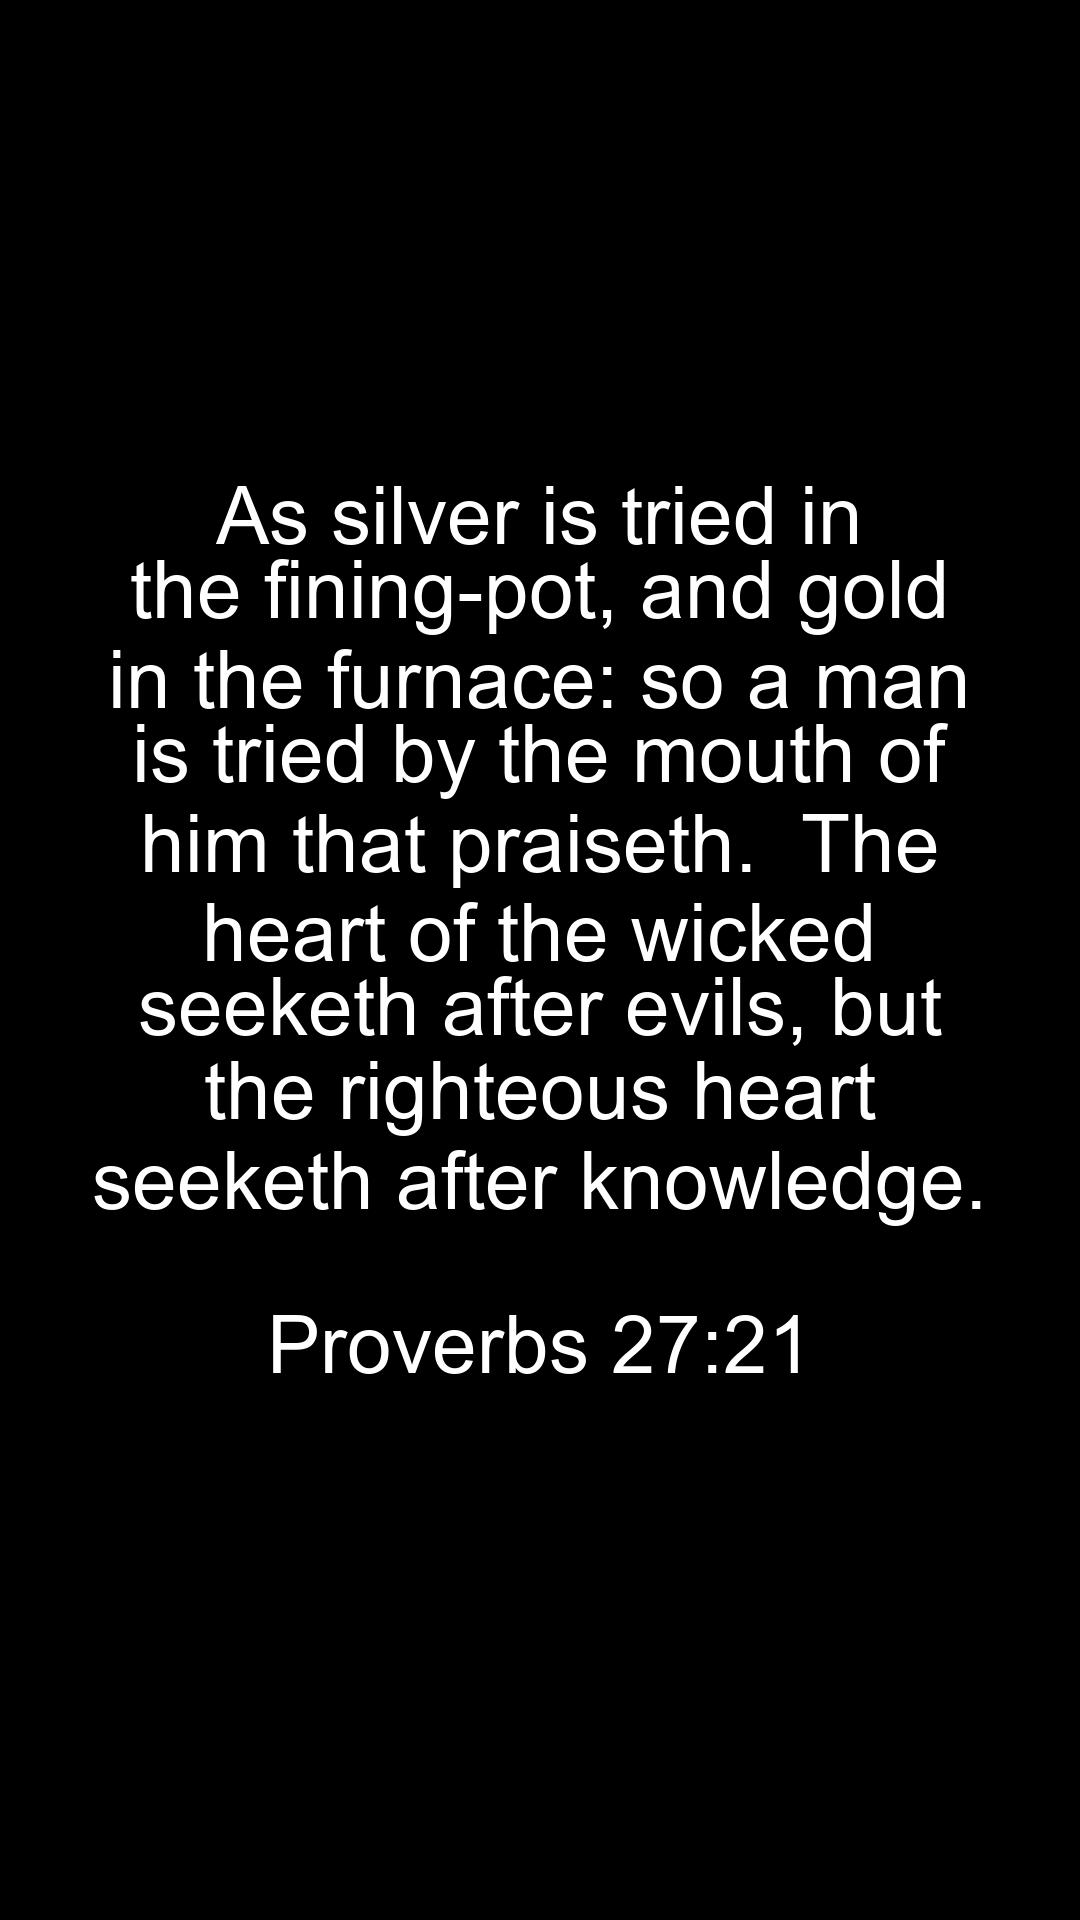 As silver is tried in
the fining-pot, and gold
in the furnace: so a man
is tried by the mouth of
him that praiseth.  The
heart of the wicked
seeketh after evils, but
the righteous heart
seeketh after knowledge.
Proverbs 27:21